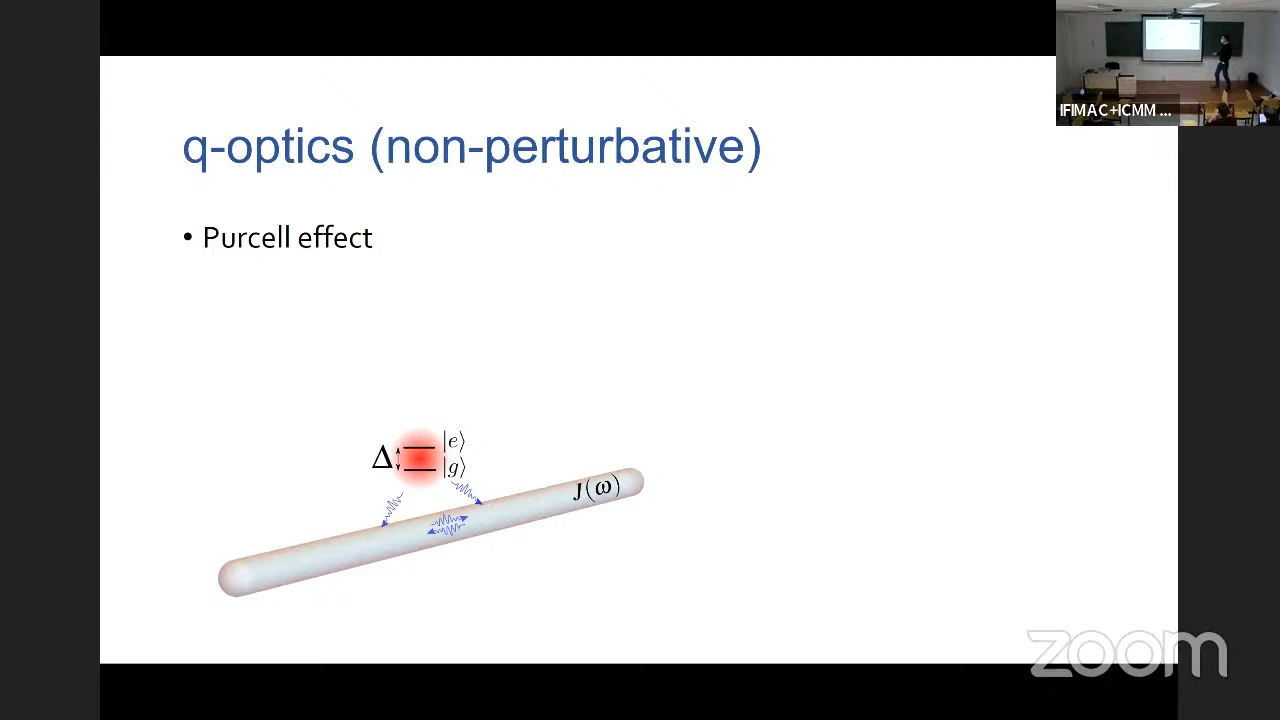 IFIMAC+ICMM ...
q-optics (non-perturbative)
• Purcell effect
Δ
|e⟩
|g⟩
J(ω)
zoom